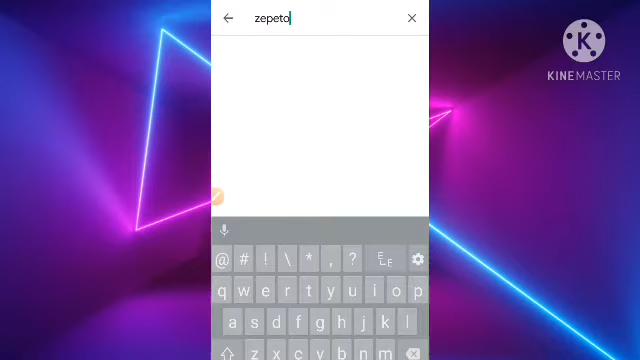 zepeto
K
KINEMASTER
@ # ! \ * , ?
q w e r t y u i o p
a s d f g h j k l
z x c v b n m